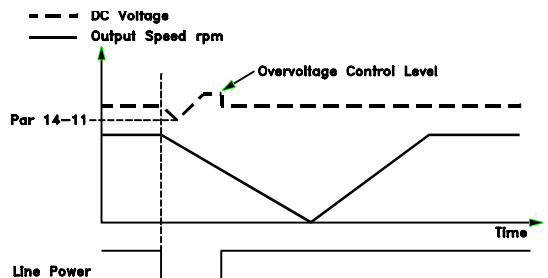 DC Voltage
Output Speed rpm
Overvoltage Control Level
Par 14-11
Time
Line Power